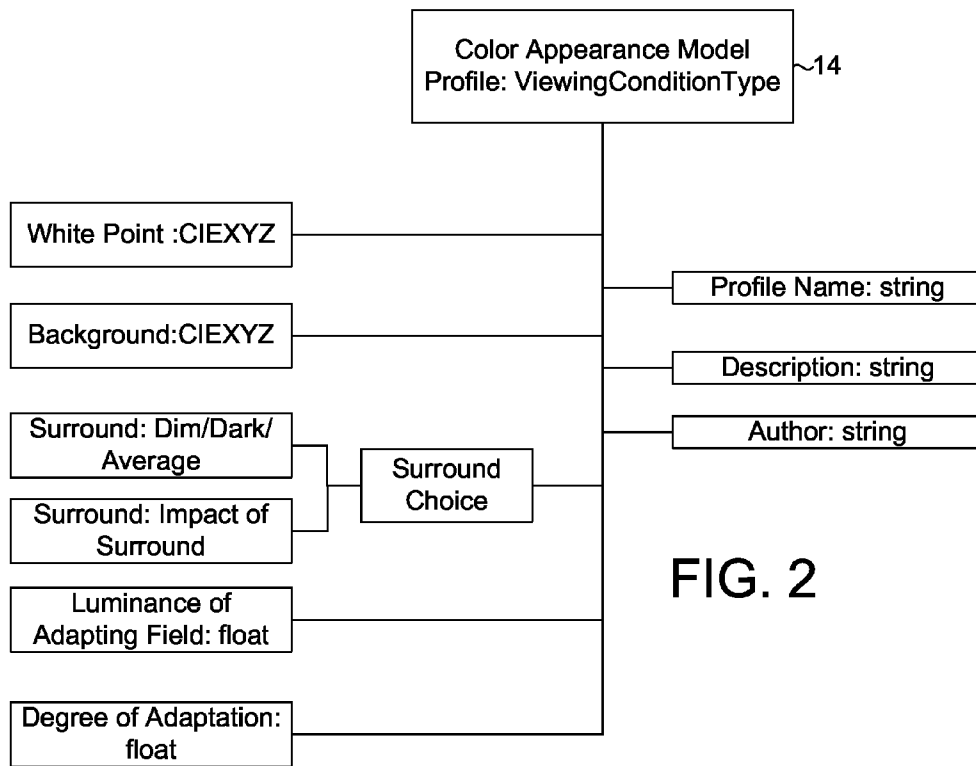 Color Appearance Model
Profile: ViewingConditionType
14
White Point :CIEXYZ
Profile Name: string
Background:CIEXYZ
Description: string
Surround: Dim/Dark/
Average
Author: string
Surround
Choice
Surround: Impact of
Surround
FIG. 2
Luminance of
Adapting Field: float
Degree of Adaptation:
float